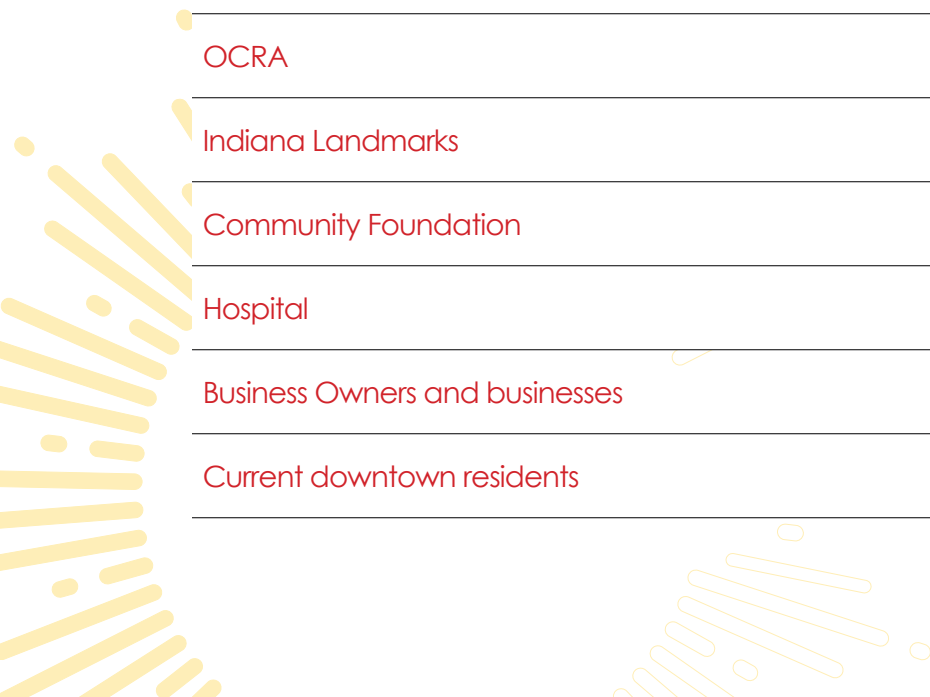 OCRA
Indiana Landmarks
Community Foundation
Hospital
Business Owners and businesses
Current downtown residents